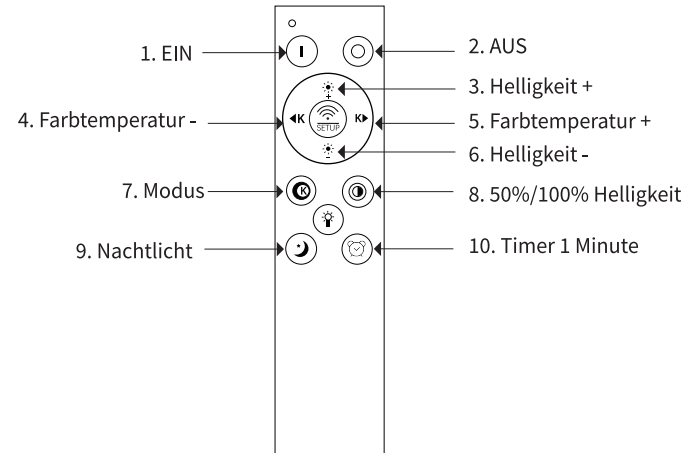 1. EIN
2. AUS
3. Helligkeit +
4. Farbtemperatur -
K
SETUP
K
5. Farbtemperatur +
6. Helligkeit -
7. Modus
K
8. 50%/100% Helligkeit
9. Nachtlicht
10. Timer 1 Minute